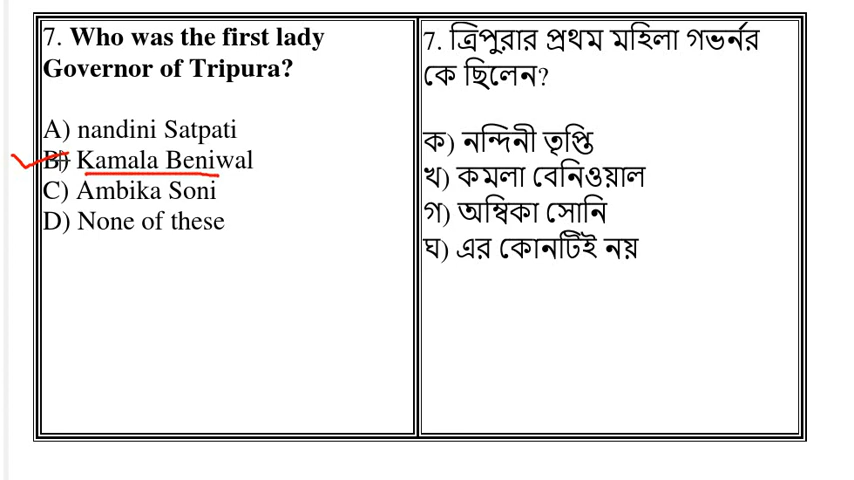 7. Who was the first lady
Governor of Tripura?
A) nandini Satpati
B) Kamala Beniwal
C) Ambika Soni
D) None of these
7. ত্রিপুরার প্রথম মহিলা গভর্নর
কে ছিলেন?
ক) নন্দিনী তৃপ্তি
খ) কমলা বেনিওয়াল
গ) অম্বিকা সোনি
ঘ) এর কোনটিই নয়